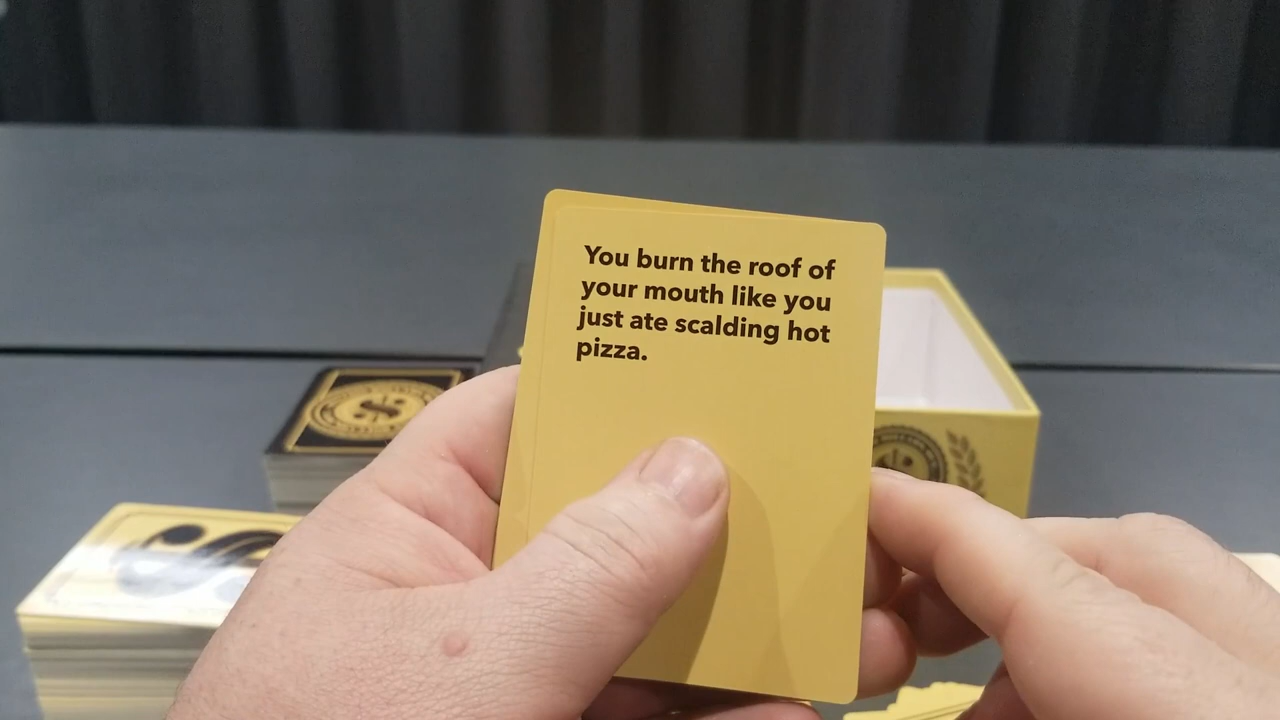 You burn the roof of
your mouth like you
just ate scalding hot
pizza.